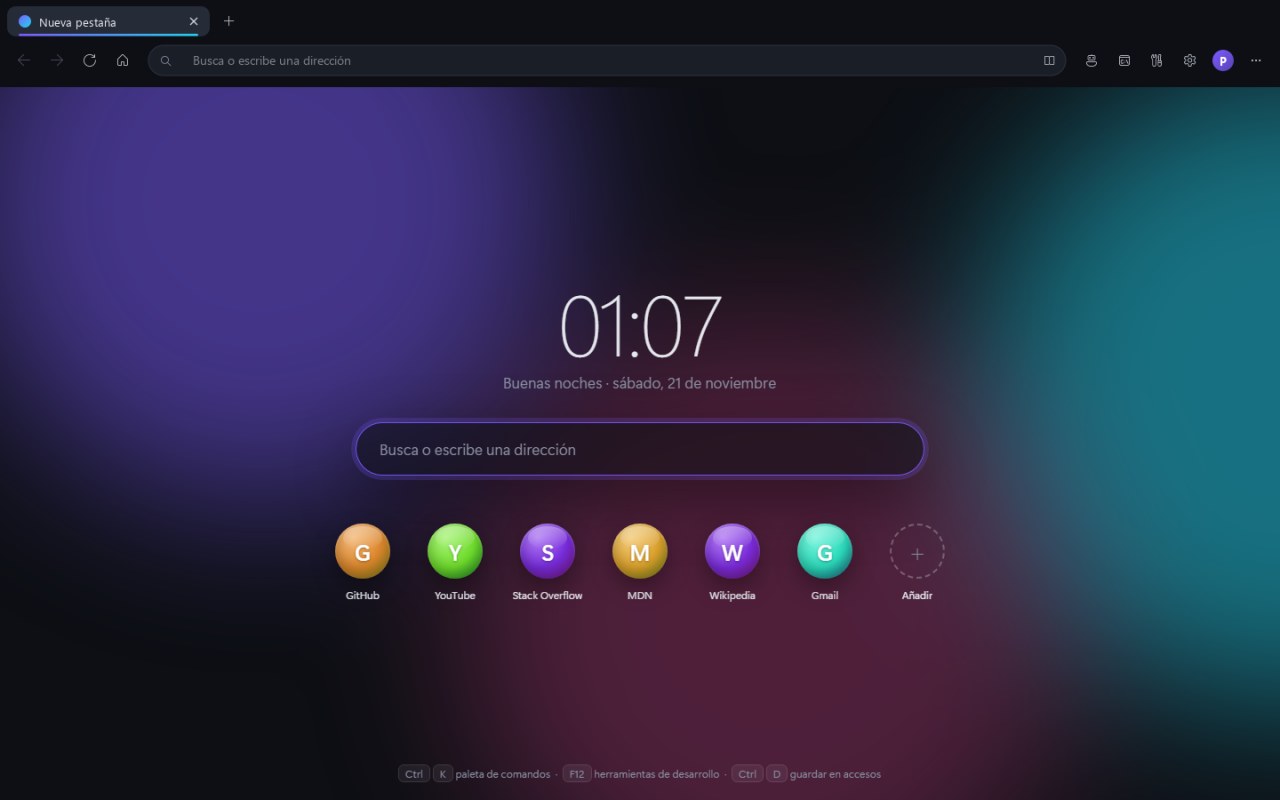 Nueva pestaña
Busca o escribe una dirección
P
01:07
Buenas noches · sábado, 21 de noviembre
Busca o escribe una dirección
G Y S M W G
GitHub YouTube Stack Overflow MDN Wikipedia Gmail Añadir
Ctrl K paleta de comandos · F12 herramientas de desarrollo · Ctrl D guardar en accesos